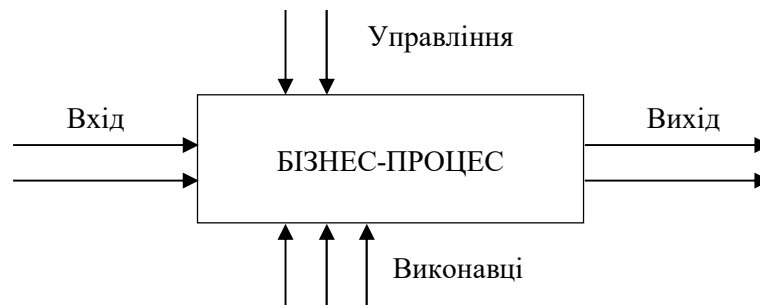 Управління
Вхід
Вихід
БІЗНЕС-ПРОЦЕС
Виконавці